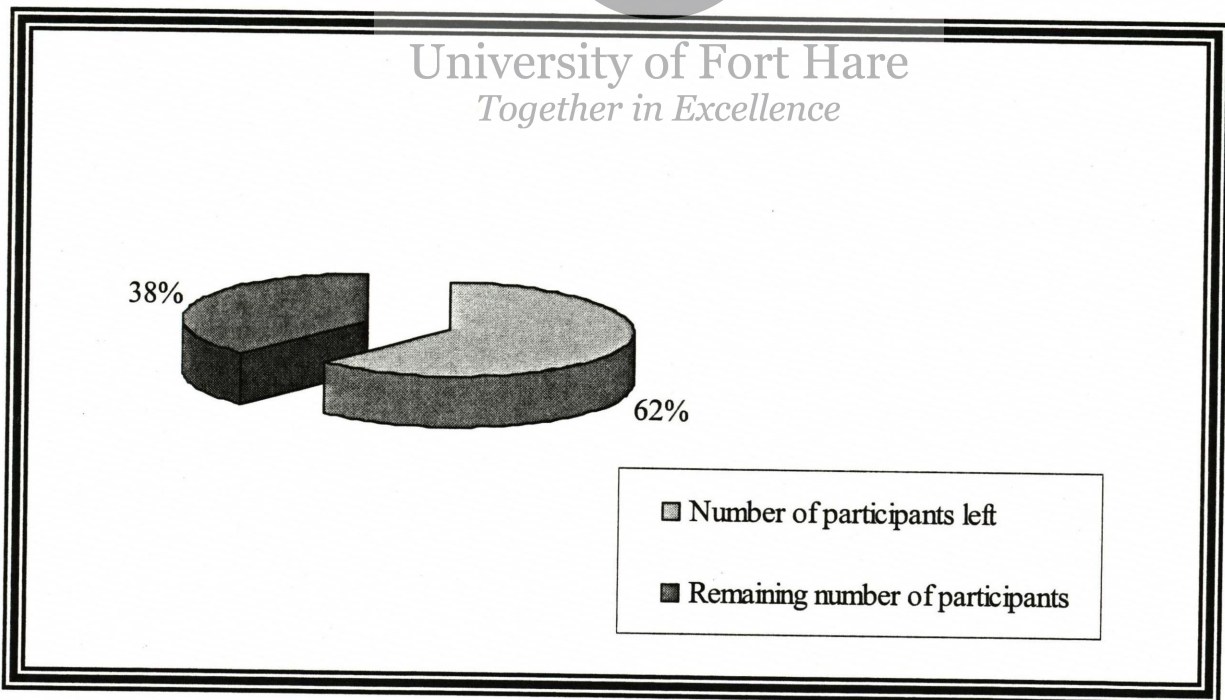 University of Fort Hare
Together in Excellence
38%
62%
Number of participants left
Remaining number of participants